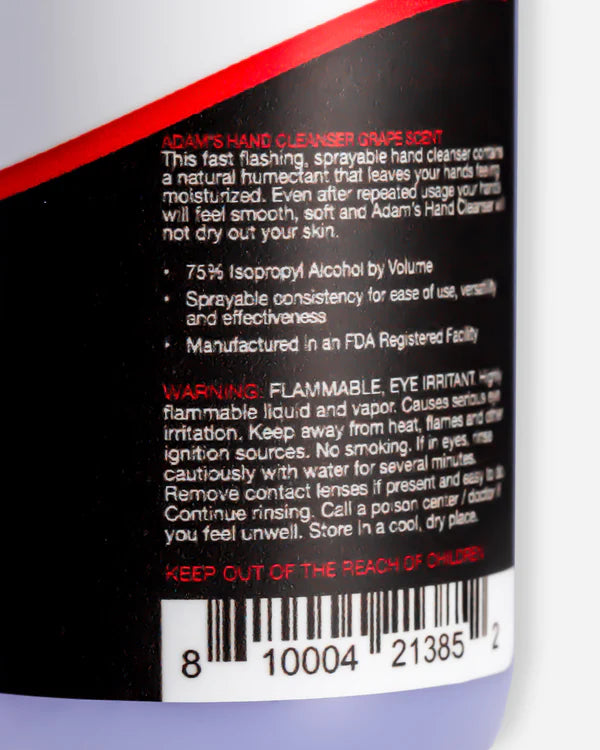 ADAM'S HAND CLEANSER GRAPE SCENT
This fast flashing, sprayable hand cleanser contains
a natural humectant that leaves your hands feeling
moisturized. Even after repeated usage your hands
will feel smooth, soft and Adam's Hand Cleanser will
not dry out your skin.
• 75% Isopropyl Alcohol by Volume
• Sprayable consistency for ease of use, versatility
and effectiveness
• Manufactured in an FDA Registered Facility
WARNING: FLAMMABLE, EYE IRRITANT. Highly
flammable liquid and vapor. Causes serious eye
irritation. Keep away from heat, flames and other
ignition sources. No smoking. If in eyes, rinse
cautiously with water for several minutes.
Remove contact lenses if present and easy to do.
Continue rinsing. Call a poison center / doctor if
you feel unwell. Store in a cool, dry place.
KEEP OUT OF THE REACH OF CHILDREN
8 10004 21385 2